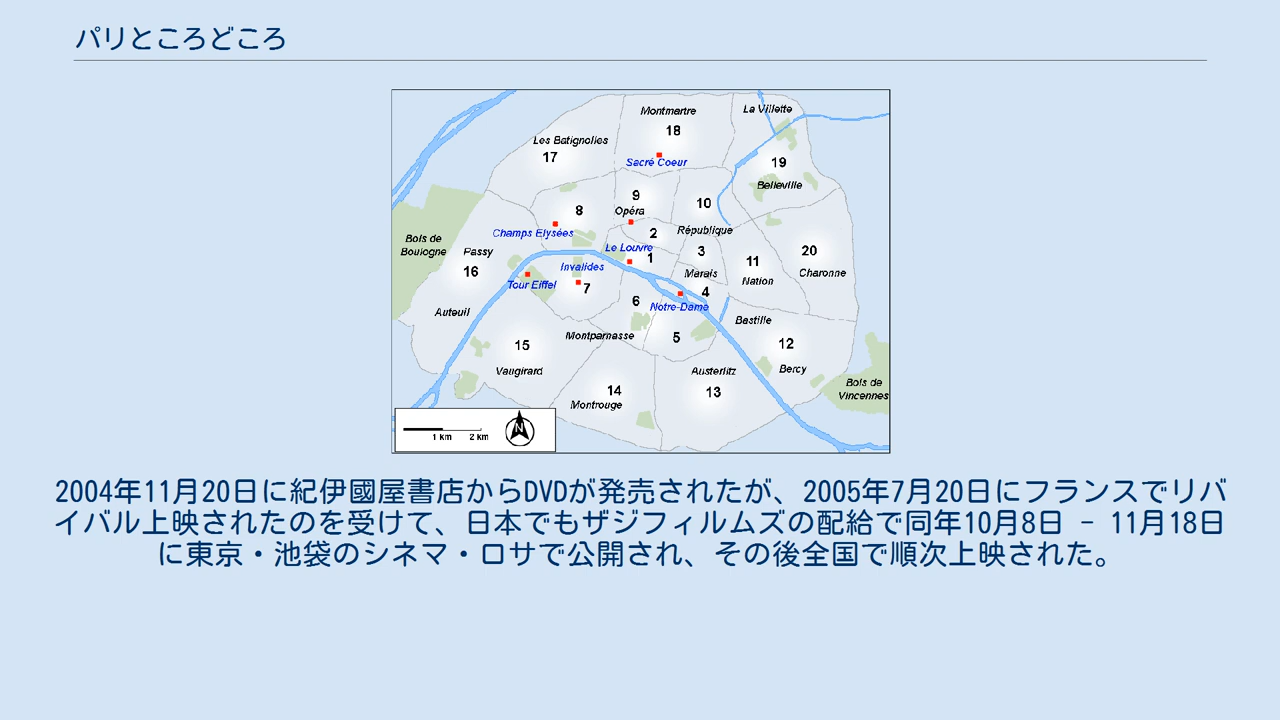 パリところどころ
Montmartre
La Villette
18
Les Batignolles
17
Sacré Coeur
19
Belleville
9
8
Opéra
10
Champs Elysées
2
République
Bois de
Boulogne
Passy
Le Louvre
1
3
11
20
16
Invalides
Marais
Nation
Charonne
Tour Eiffel
7
4
6
Notre-Dame
Auteuil
Bastille
Montparnasse
5
15
12
Vaugirard
Austerlitz
Bercy
14
13
Bois de
Vincennes
Montrouge
N
1 km 2 km
2004年11月20日に紀伊國屋書店からDVDが発売されたが、2005年7月20日にフランスでリバ
イバル上映されたのを受けて、日本でもザジフィルムズの配給で同年10月8日 - 11月18日
に東京・池袋のシネマ・ロサで公開され、その後全国で順次上映された。